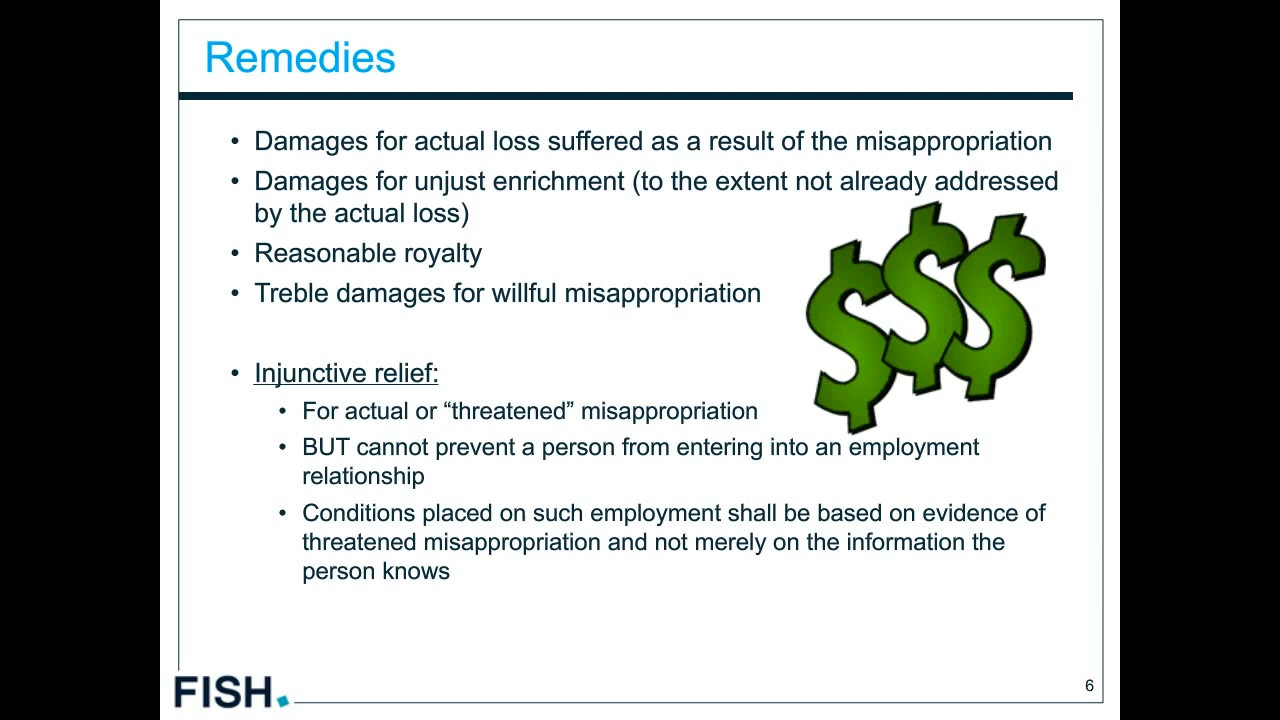 Remedies
• Damages for actual loss suffered as a result of the misappropriation
• Damages for unjust enrichment (to the extent not already addressed
by the actual loss)
• Reasonable royalty
• Treble damages for willful misappropriation
• Injunctive relief:
• For actual or “threatened” misappropriation
• BUT cannot prevent a person from entering into an employment
relationship
• Conditions placed on such employment shall be based on evidence of
threatened misappropriation and not merely on the information the
person knows
$$$
FISH.
6